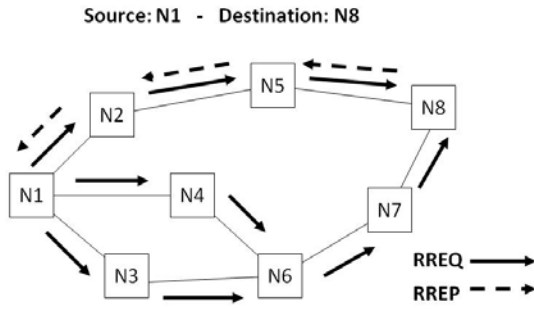 Source: N1 - Destination: N8
N5
N2
N8
N1
N4
N7
N3
N6
RREQ
RREP